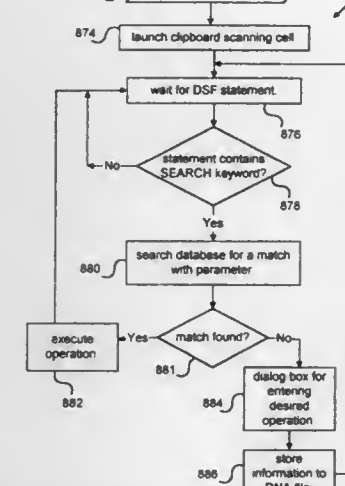 874
launch clipboard scanning cell
wait for DSF statement.
876
statement contains
SEARCH keyword?
No
878
Yes
880
search database for a match
with parameter
execute
operation
Yes
match found?
No
882
881
884
dialog box for
entering
desired
operation
886
store
information to
DNA file